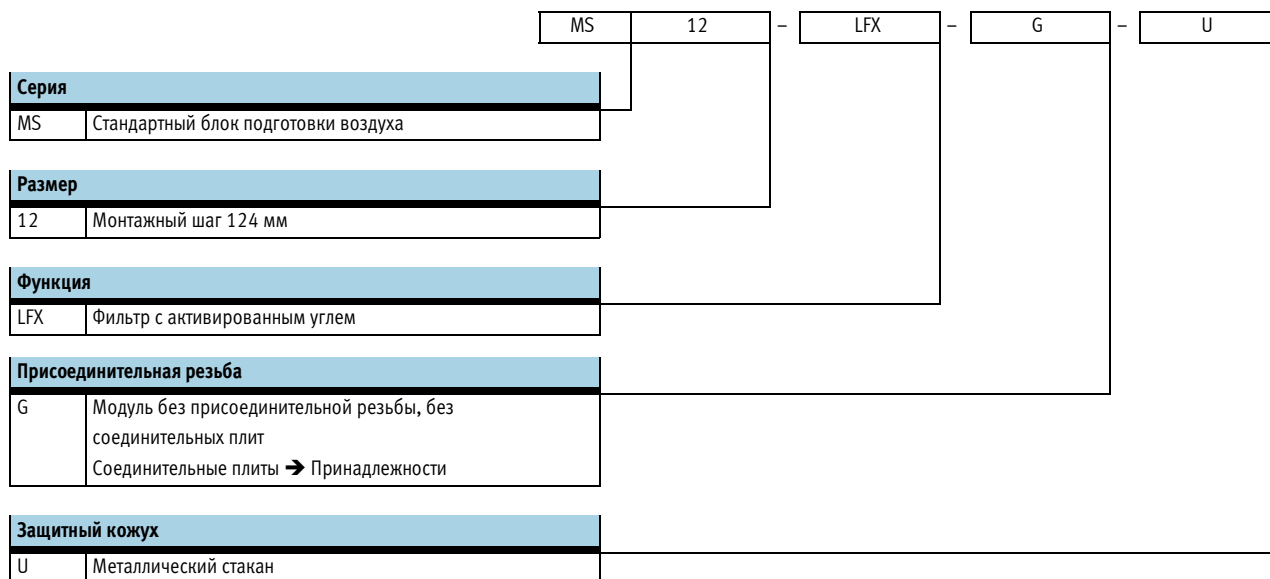 MS 12 – LFX – G – U
Серия
MS Стандартный блок подготовки воздуха
Размер
12 Монтажный шаг 124 мм
Функция
LFX Фильтр с активированным углем
Присоединительная резьба
G Модуль без присоединительной резьбы, без
соединительных плит
Соединительные плиты ➔ Принадлежности
Защитный кожух
U Металлический стакан